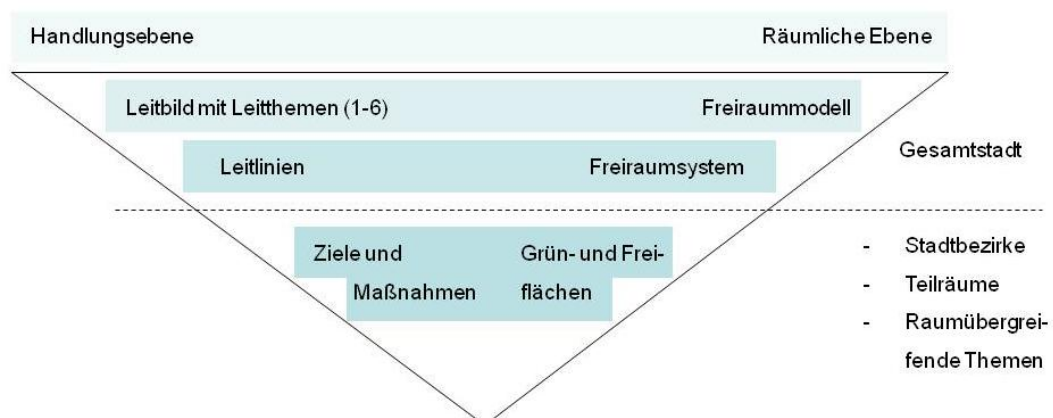 Handlungsebene Räumliche Ebene
Leitbild mit Leitthemen (1-6) Freiraummodell
Gesamtstadt
Leitlinien Freiraumsystem
Ziele und Grün- und Frei-
Maßnahmen flächen
- Stadtbezirke
- Teilräume
- Raumübergrei-
fende Themen